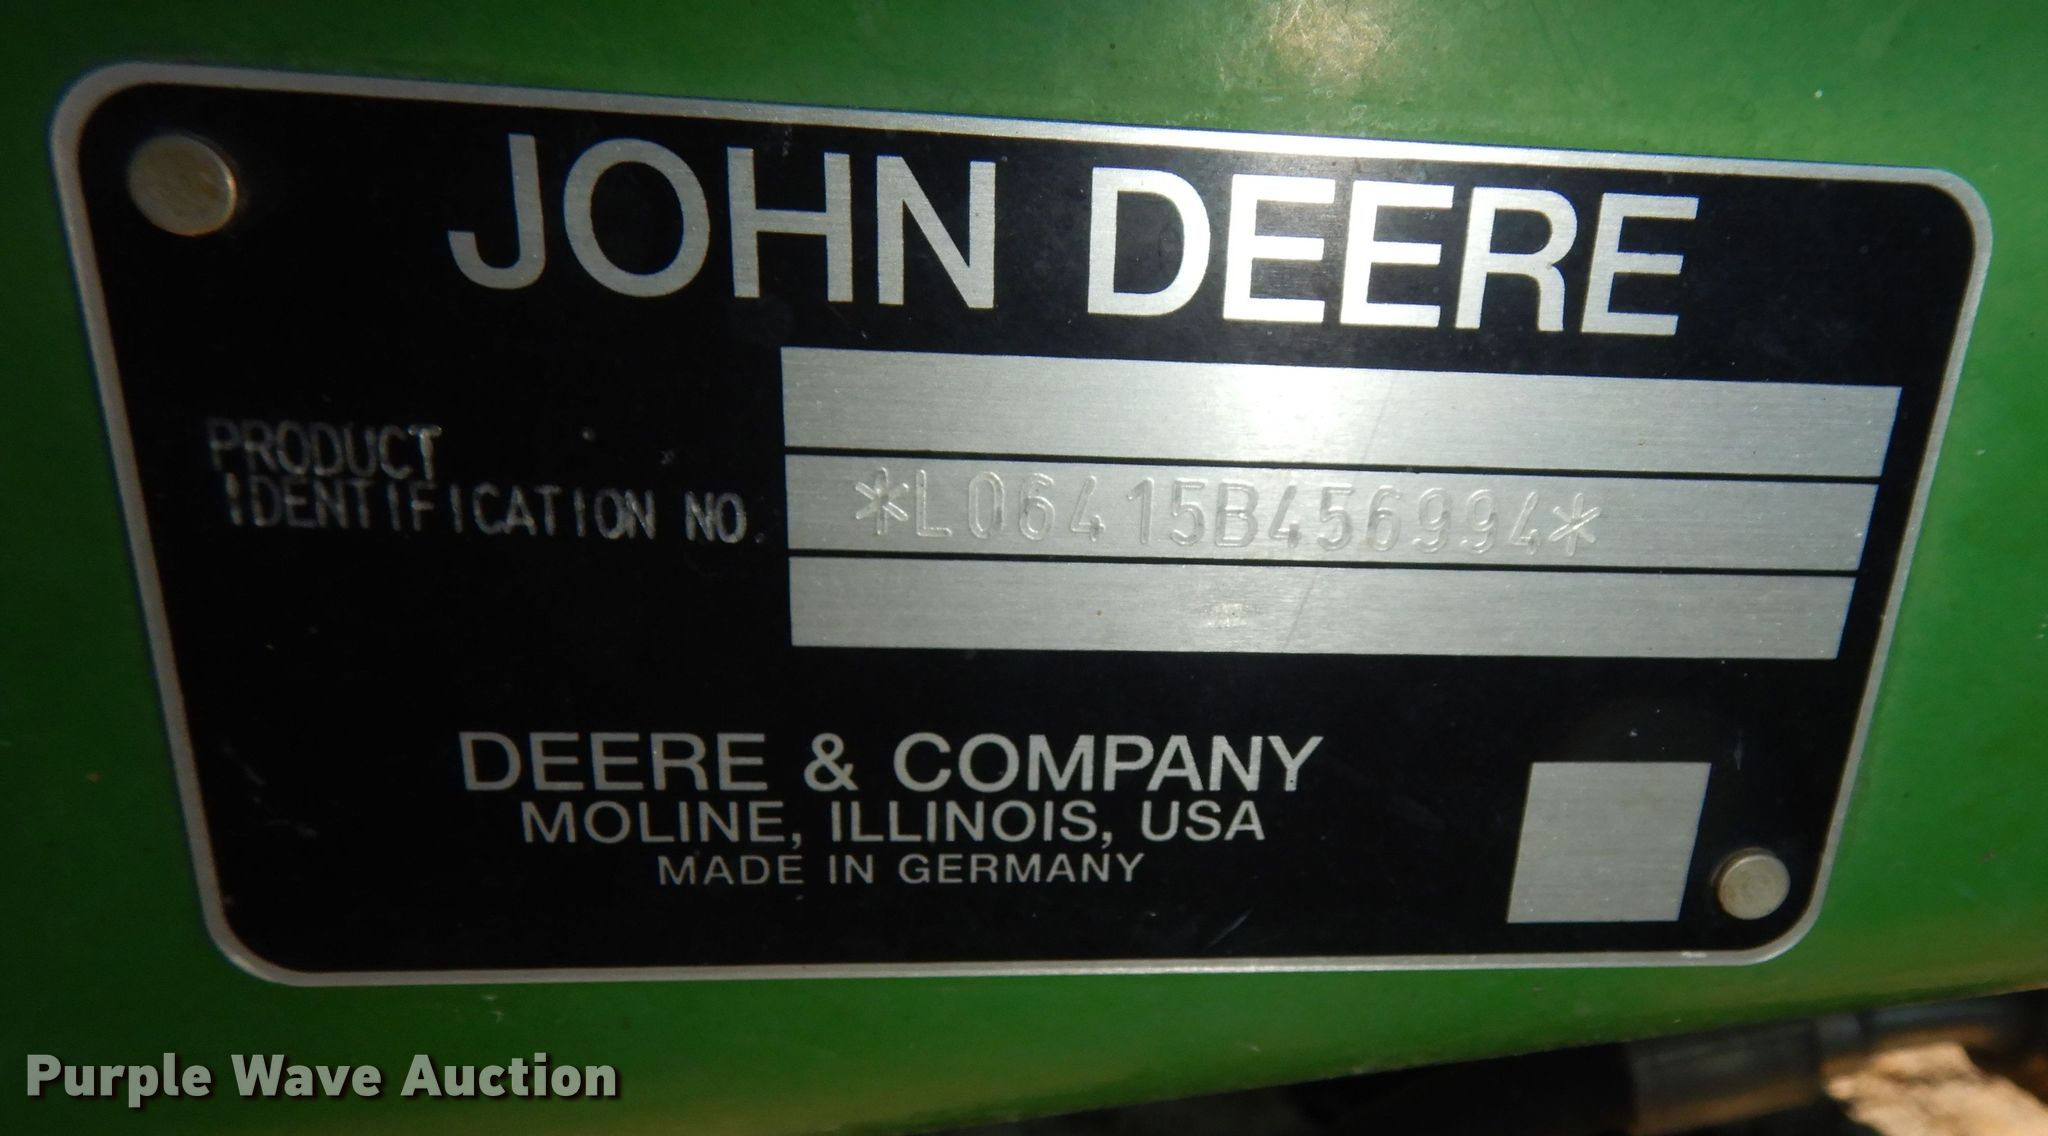 JOHN DEERE
PRODUCT
IDENTIFICATION NO.
*L06415B456994*
DEERE & COMPANY
MOLINE, ILLINOIS, USA
MADE IN GERMANY
Purple Wave Auction